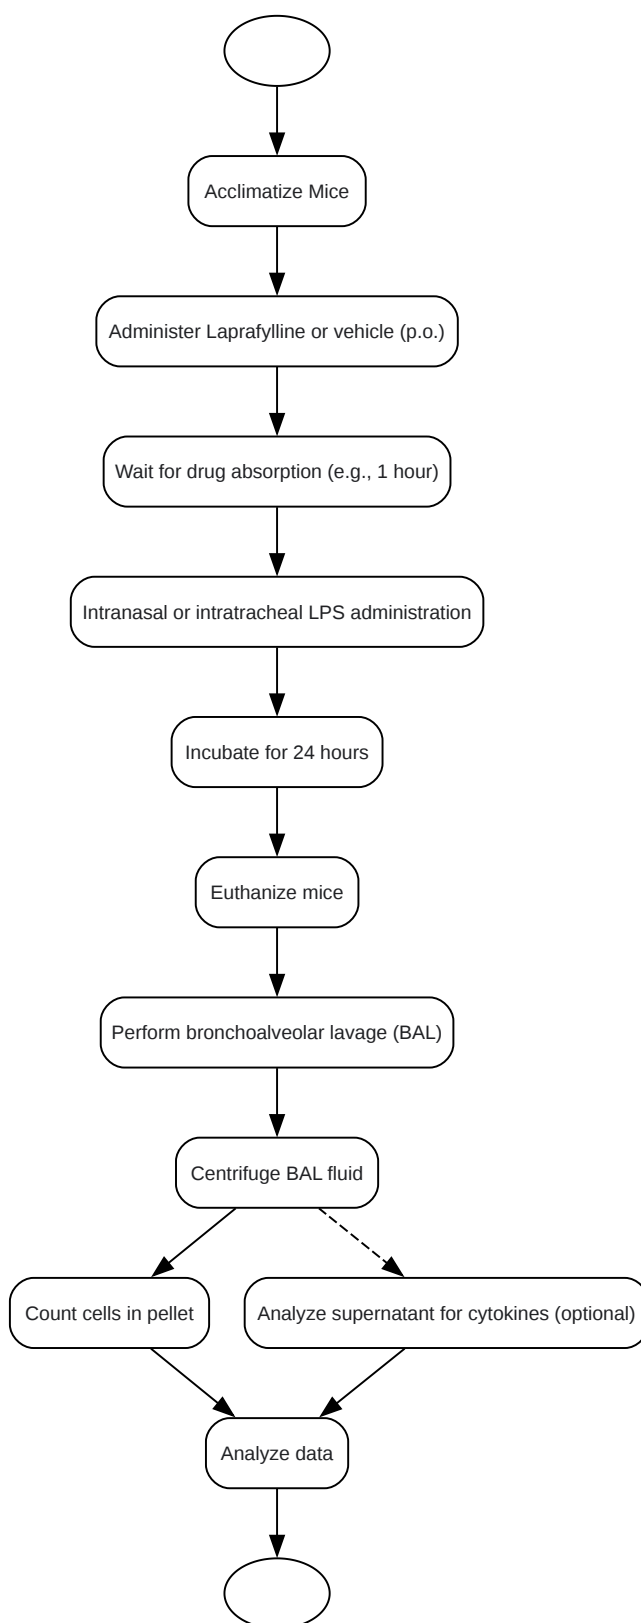 Acclimatize Mice
Administer Laprafylline or vehicle (p.o.)
Wait for drug absorption (e.g., 1 hour)
Intranasal or intratracheal LPS administration
Incubate for 24 hours
Euthanize mice
Perform bronchoalveolar lavage (BAL)
Centrifuge BAL fluid
Count cells in pellet
Analyze supernatant for cytokines (optional)
Analyze data